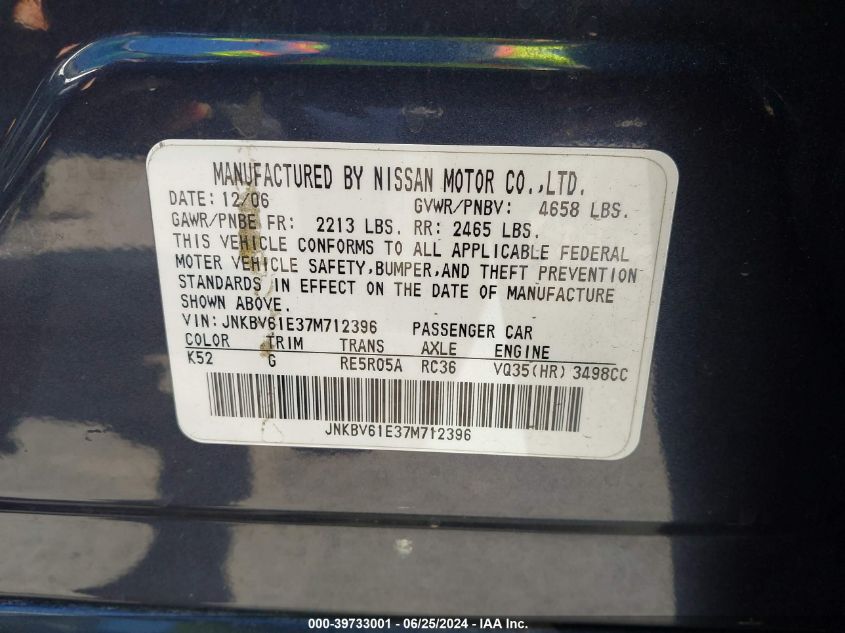 MANUFACTURED BY NISSAN MOTOR CO.,LTD.
DATE: 12/06 GVWR/PNBV: 4658 LBS.
GAWR/PNBE FR: 2213 LBS. RR: 2465 LBS.
THIS VEHICLE CONFORMS TO ALL APPLICABLE FEDERAL
MOTER VEHICLE SAFETY,BUMPER,AND THEFT PREVENTION
STANDARDS IN EFFECT ON THE DATE OF MANUFACTURE
SHOWN ABOVE.
VIN: JNKBV61E37M712396 PASSENGER CAR
COLOR TRIM TRANS AXLE ENGINE
K52 G RE5R05A RC36 VQ35(HR) 3498CC
JNKBV61E37M712396
000-39733001 - 06/25/2024 - IAA Inc.